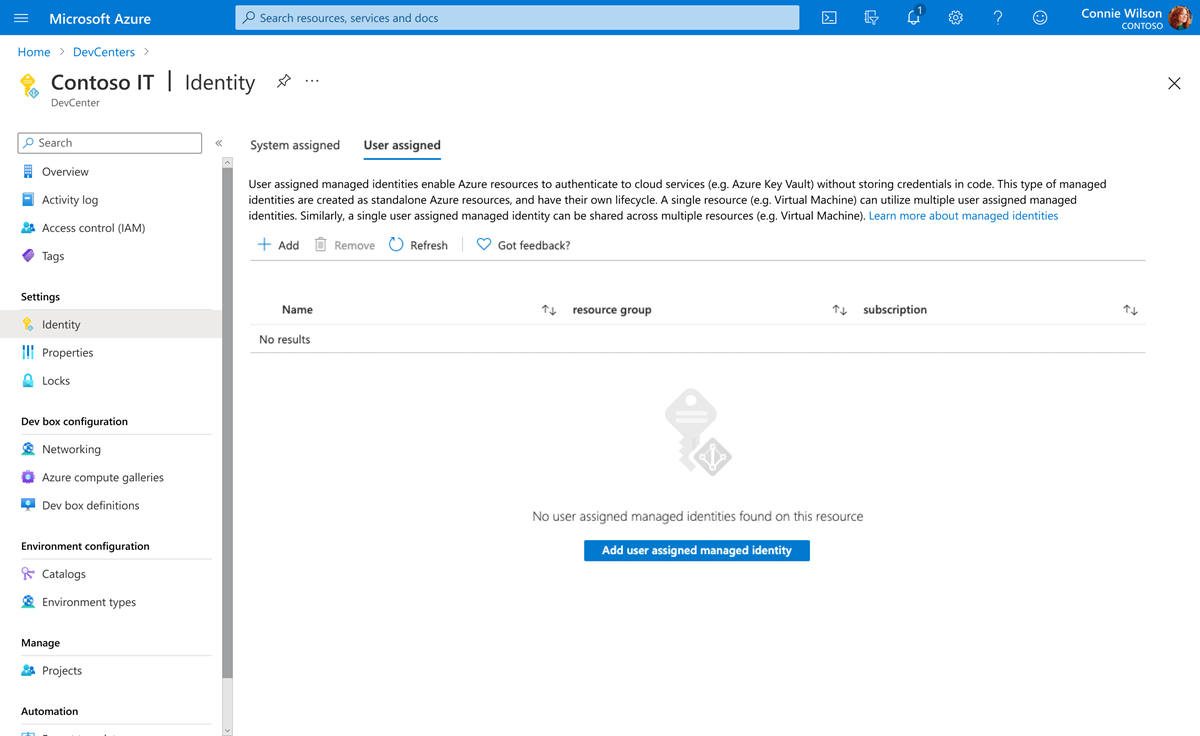 Microsoft Azure
Search resources, services and docs
1
Connie Wilson
CONTOSO
Home > DevCenters >
Contoso IT | Identity
DevCenter
Search
Overview
Activity log
Access control (IAM)
Tags
Settings
Identity
Properties
Locks
Dev box configuration
Networking
Azure compute galleries
Dev box definitions
Environment configuration
Catalogs
Environment types
Manage
Projects
Automation
System assigned User assigned
User assigned managed identities enable Azure resources to authenticate to cloud services (e.g. Azure Key Vault) without storing credentials in code. This type of managed
identities are created as standalone Azure resources, and have their own lifecycle. A single resource (e.g. Virtual Machine) can utilize multiple user assigned managed
identities. Similarly, a single user assigned managed identity can be shared across multiple resources (e.g. Virtual Machine). Learn more about managed identities
Add Remove Refresh Got feedback?
Name resource group subscription
No results
No user assigned managed identities found on this resource
Add user assigned managed identity